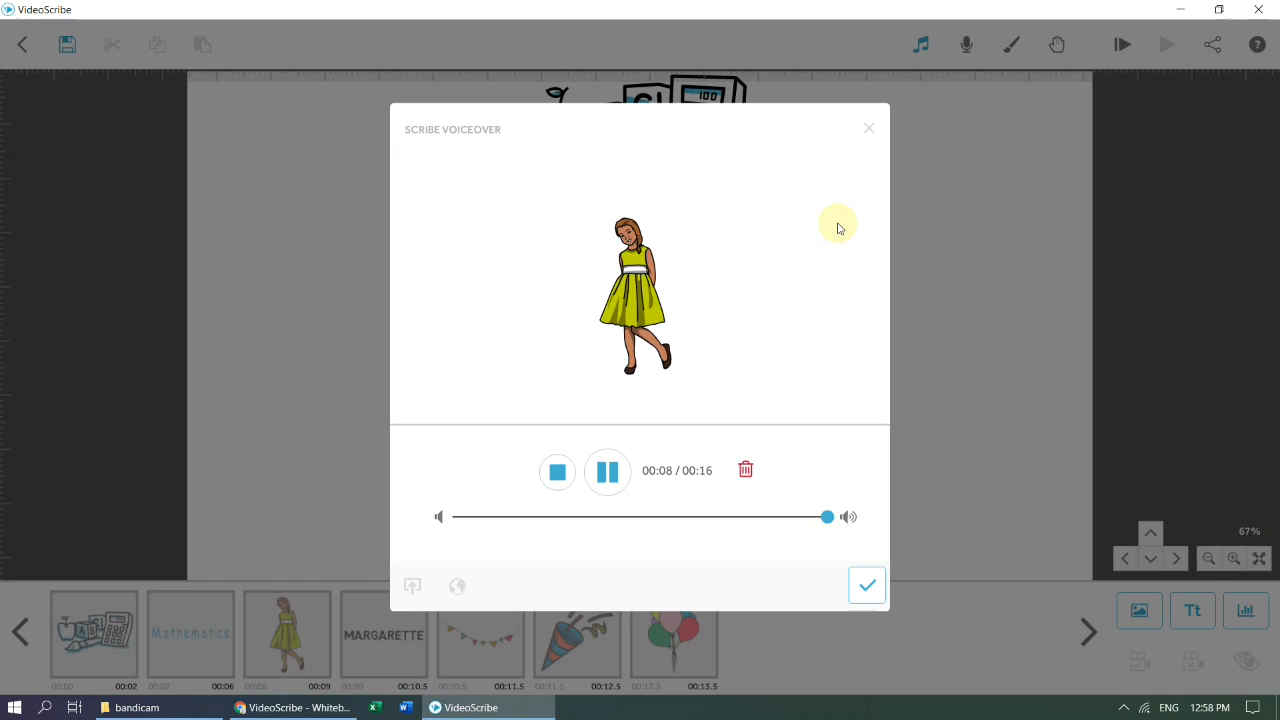 VideoScribe
100
SCRIBE VOICEOVER
00:08 / 00:16
67%
Mathematics
MARGARETTE
Tt
00:00 00:02 00:02 00:06 00:06 00:09 00:09 00:10.5 00:10.5 00:11.5 00:11.5 00:12.5 00:12.5 00:13.5
bandicam
VideoScribe - Whiteb...
VideoScribe
ENG
12:58 PM